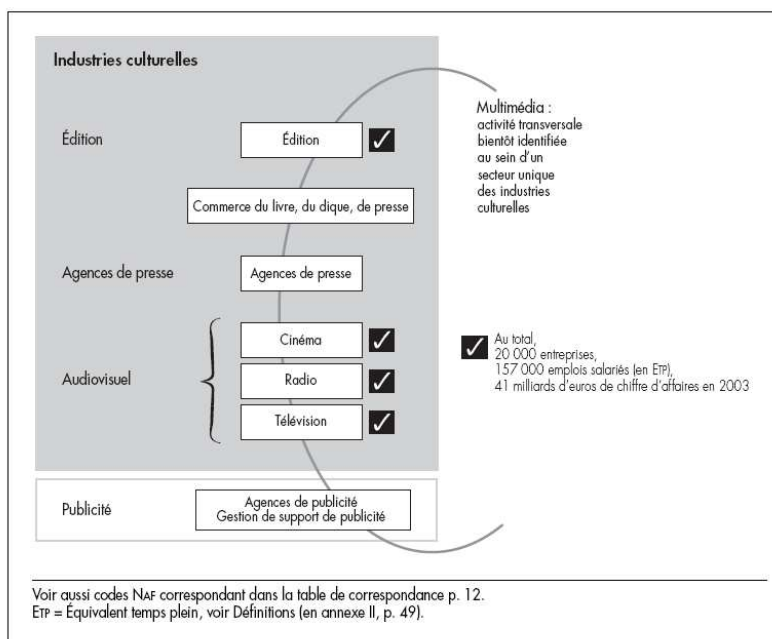 Industries culturelles
Édition
Édition
Commerce du livre, du dique, de presse
Agences de presse
Agences de presse
Audiovisuel
Cinéma
Radio
Télévision
Publicité
Agences de publicité
Gestion de support de publicité
Multimédia :
activité transversale
bientôt identifiée
au sein d'un
secteur unique
des industries
culturelles
Au total,
20 000 entreprises,
157 000 emplois salariés (en ETP),
41 milliards d'euros de chiffre d'affaires en 2003
Voir aussi codes NAF correspondant dans la table de correspondance p. 12.
ETP = Équivalent temps plein, voir Définitions (en annexe II, p. 49).